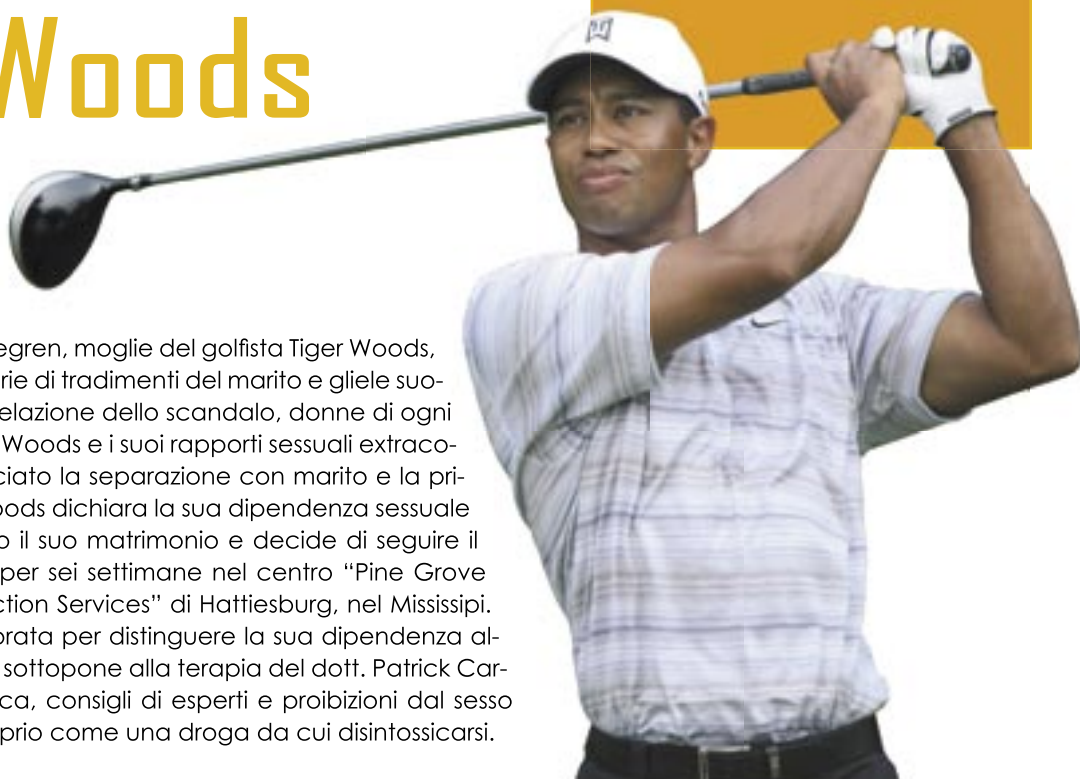 Woods
egren, moglie del golfista Tiger Woods,
rie di tradimenti del marito e gliele suo-
elazione dello scandalo, donne di ogni
Woods e i suoi rapporti sessuali extraco-
ciato la separazione con marito e la pri-
oods dichiara la sua dipendenza sessuale
o il suo matrimonio e decide di seguire il
per sei settimane nel centro “Pine Grove
ction Services” di Hattiesburg, nel Missisipi.
orata per distinguere la sua dipendenza al-
sottopone alla terapia del dott. Patrick Car-
ca, consigli di esperti e proibizioni dal sesso
prio come una droga da cui disintossicarsi.